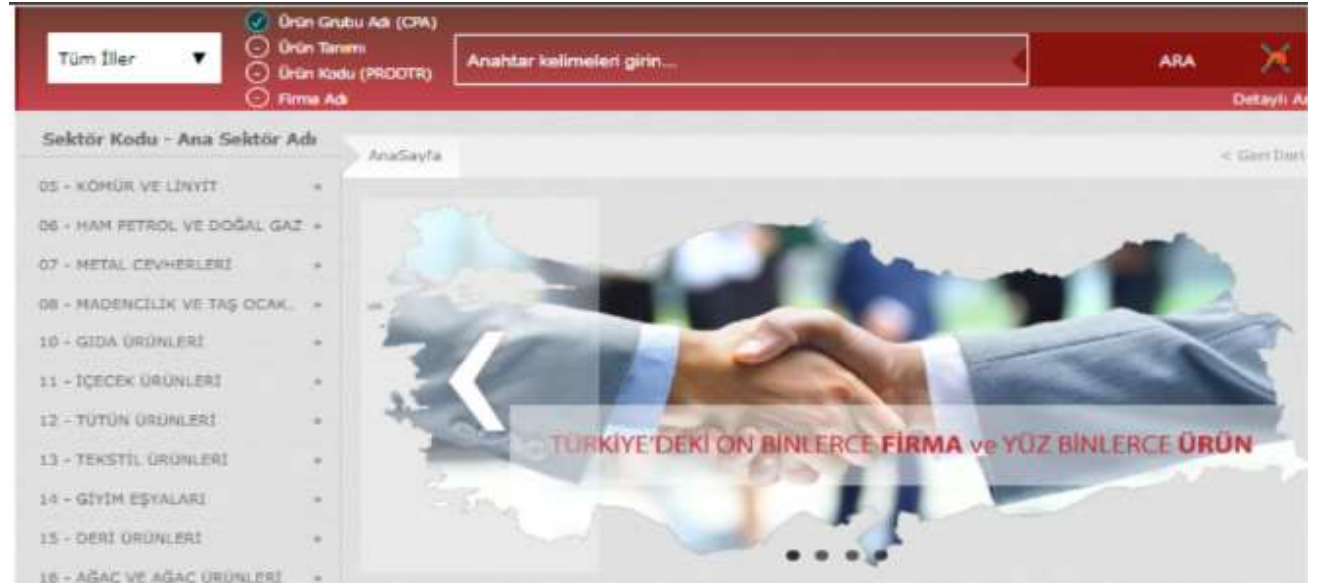 Tüm İller
Ürün Grubu Adı (CPA)
Ürün Tanımı
Ürün Kodu (PRODTR)
Firma Adı
Anahtar kelimeleri girin...
ARA
Detaylı
Sektör Kodu - Ana Sektör Adı
AnaSayfa
< Geri İleri
05 - KÖMÜR VE LİNYİT
06 - HAM PETROL VE DOĞAL GAZ
07 - METAL CEVHERLERİ
08 - MADENCİLİK VE TAŞ OCAK..
10 - GIDA ÜRÜNLERİ
11 - İÇECEK ÜRÜNLERİ
12 - TÜTÜN ÜRÜNLERİ
13 - TEKSTİL ÜRÜNLERİ
14 - GİYİM EŞYALARI
15 - DERİ ÜRÜNLERİ
16 - AĞAÇ VE AĞAÇ ÜRÜNLERİ
TÜRKİYE'DEKİ ON BİNLERCE FİRMA ve YÜZ BİNLERCE ÜRÜN